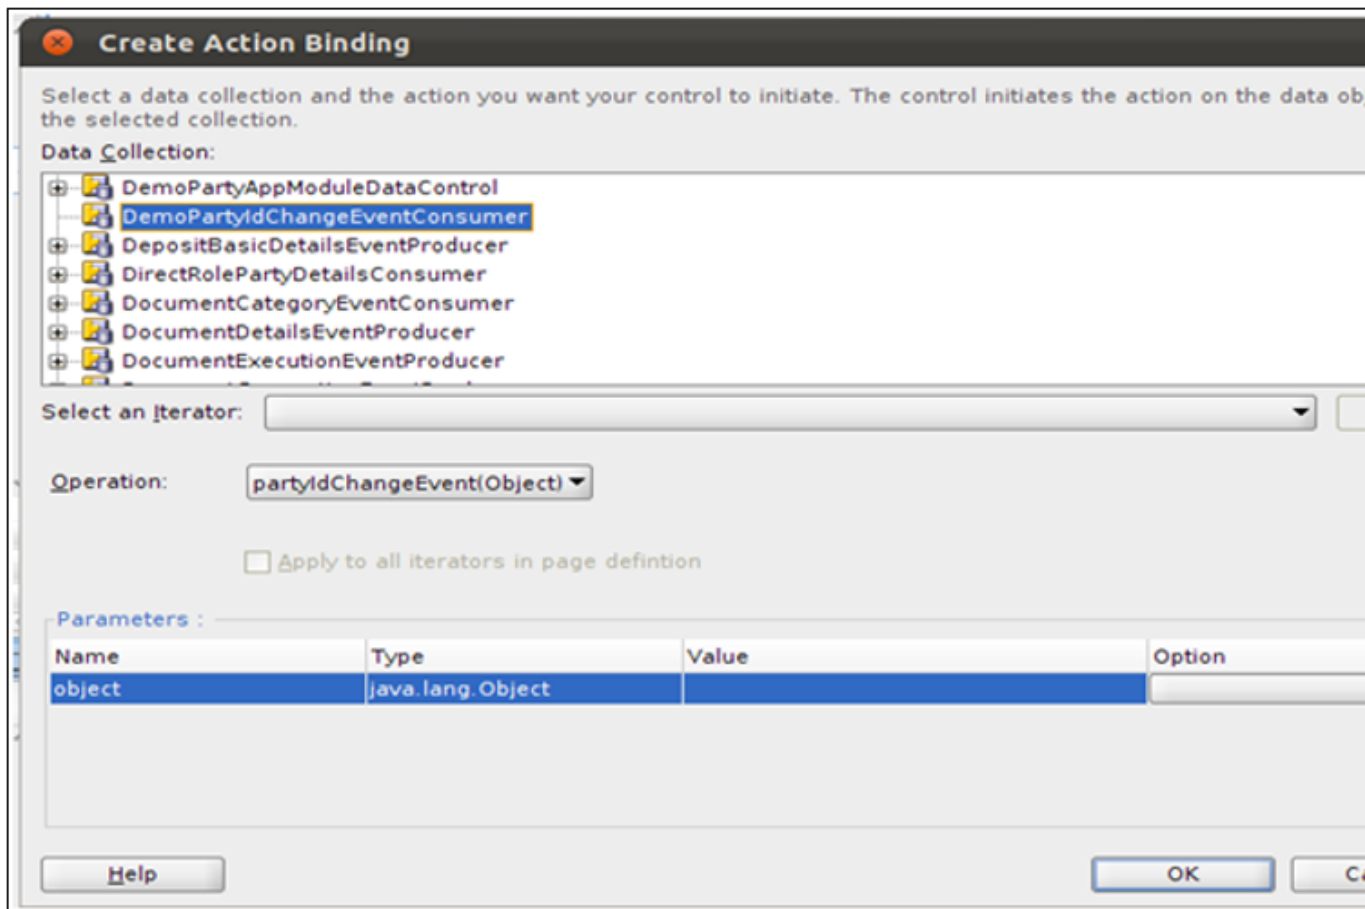 Create Action Binding
Select a data collection and the action you want your control to initiate. The control initiates the action on the data
the selected collection.
Data Collection:
DemoPartyAppModuleDataControl
DemoPartyIdChangeEventConsumer
DepositBasicDetailsEventProducer
DirectRolePartyDetailsConsumer
DocumentCategoryEventConsumer
DocumentDetailsEventProducer
DocumentExecutionEventProducer
Select an Iterator:
Operation: partyIdChangeEvent(Object)
Apply to all iterators in page defintion
Parameters :
Name Type Value Option
object java.lang.Object
Help OK